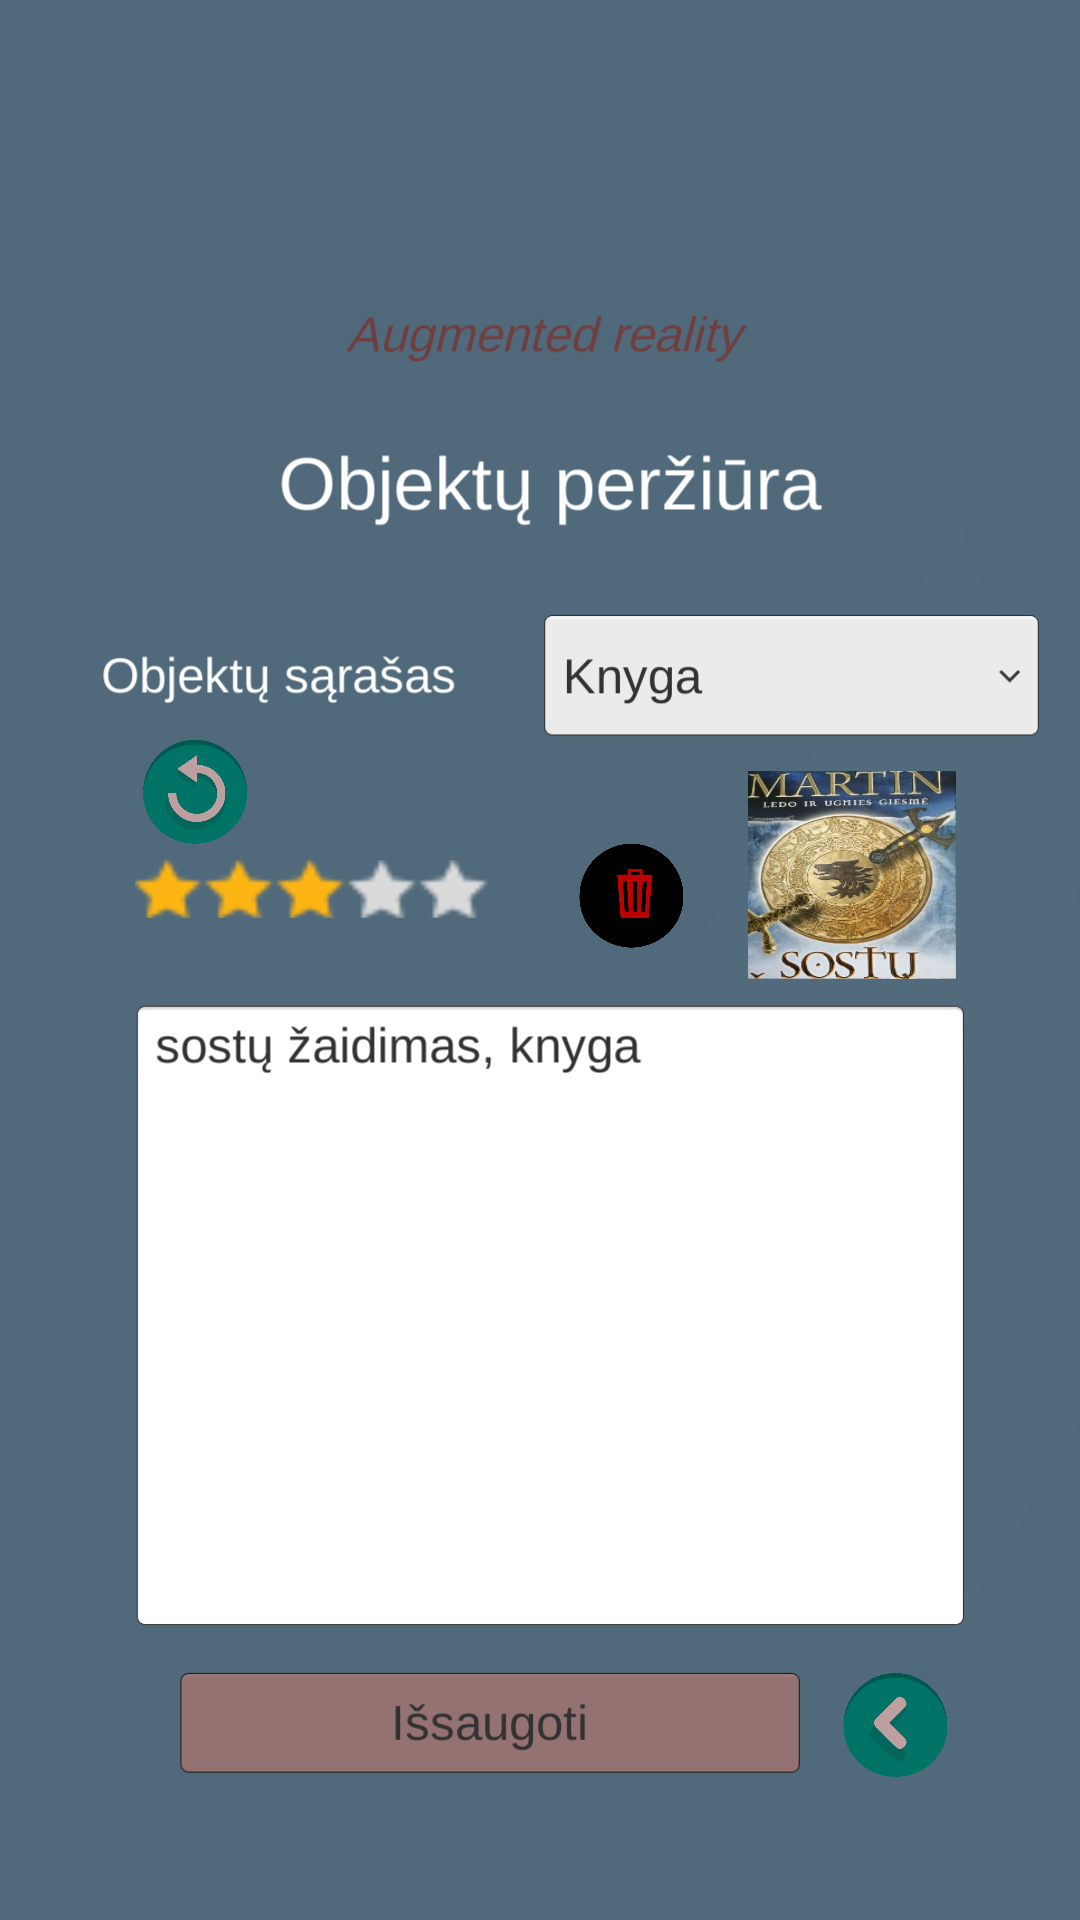 Augmented reality
Objektų peržiūra
Objektų sąrašas
Knyga
MARTIN
LEDO IR UGNIES GIESMĖ
SOSTŲ
sostų žaidimas, knyga
Išsaugoti